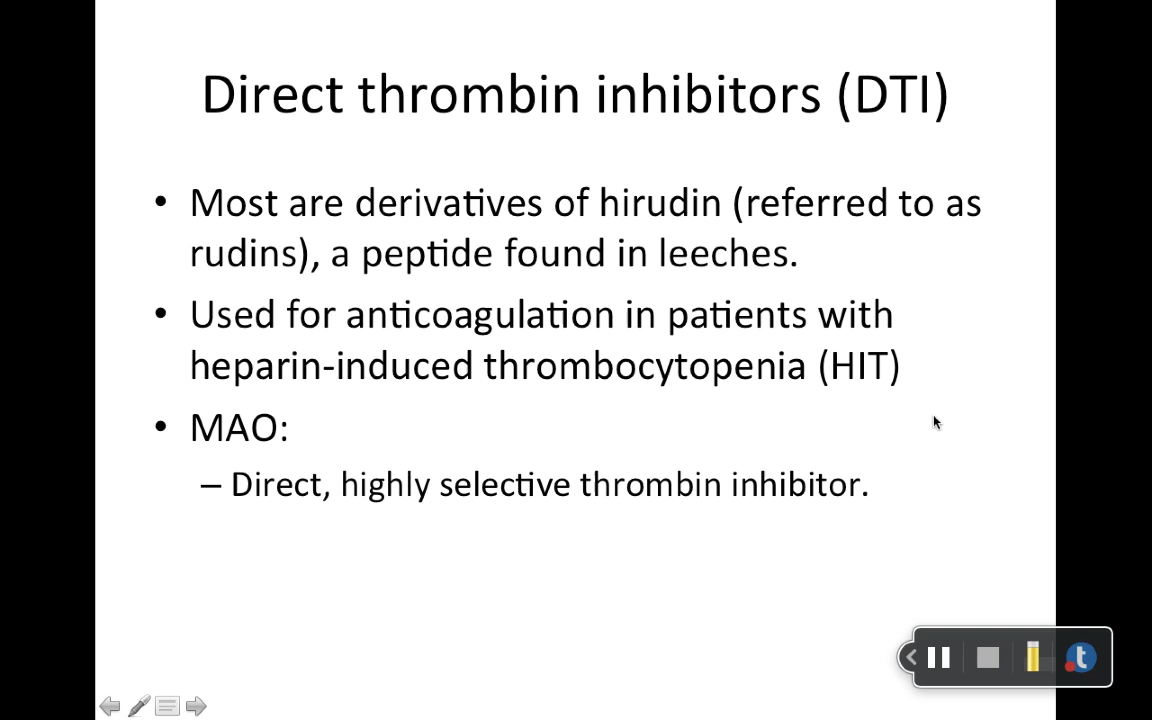 Direct thrombin inhibitors (DTI)
• Most are derivatives of hirudin (referred to as
rudins), a peptide found in leeches.
• Used for anticoagulation in patients with
heparin-induced thrombocytopenia (HIT)
• MAO:
– Direct, highly selective thrombin inhibitor.
t